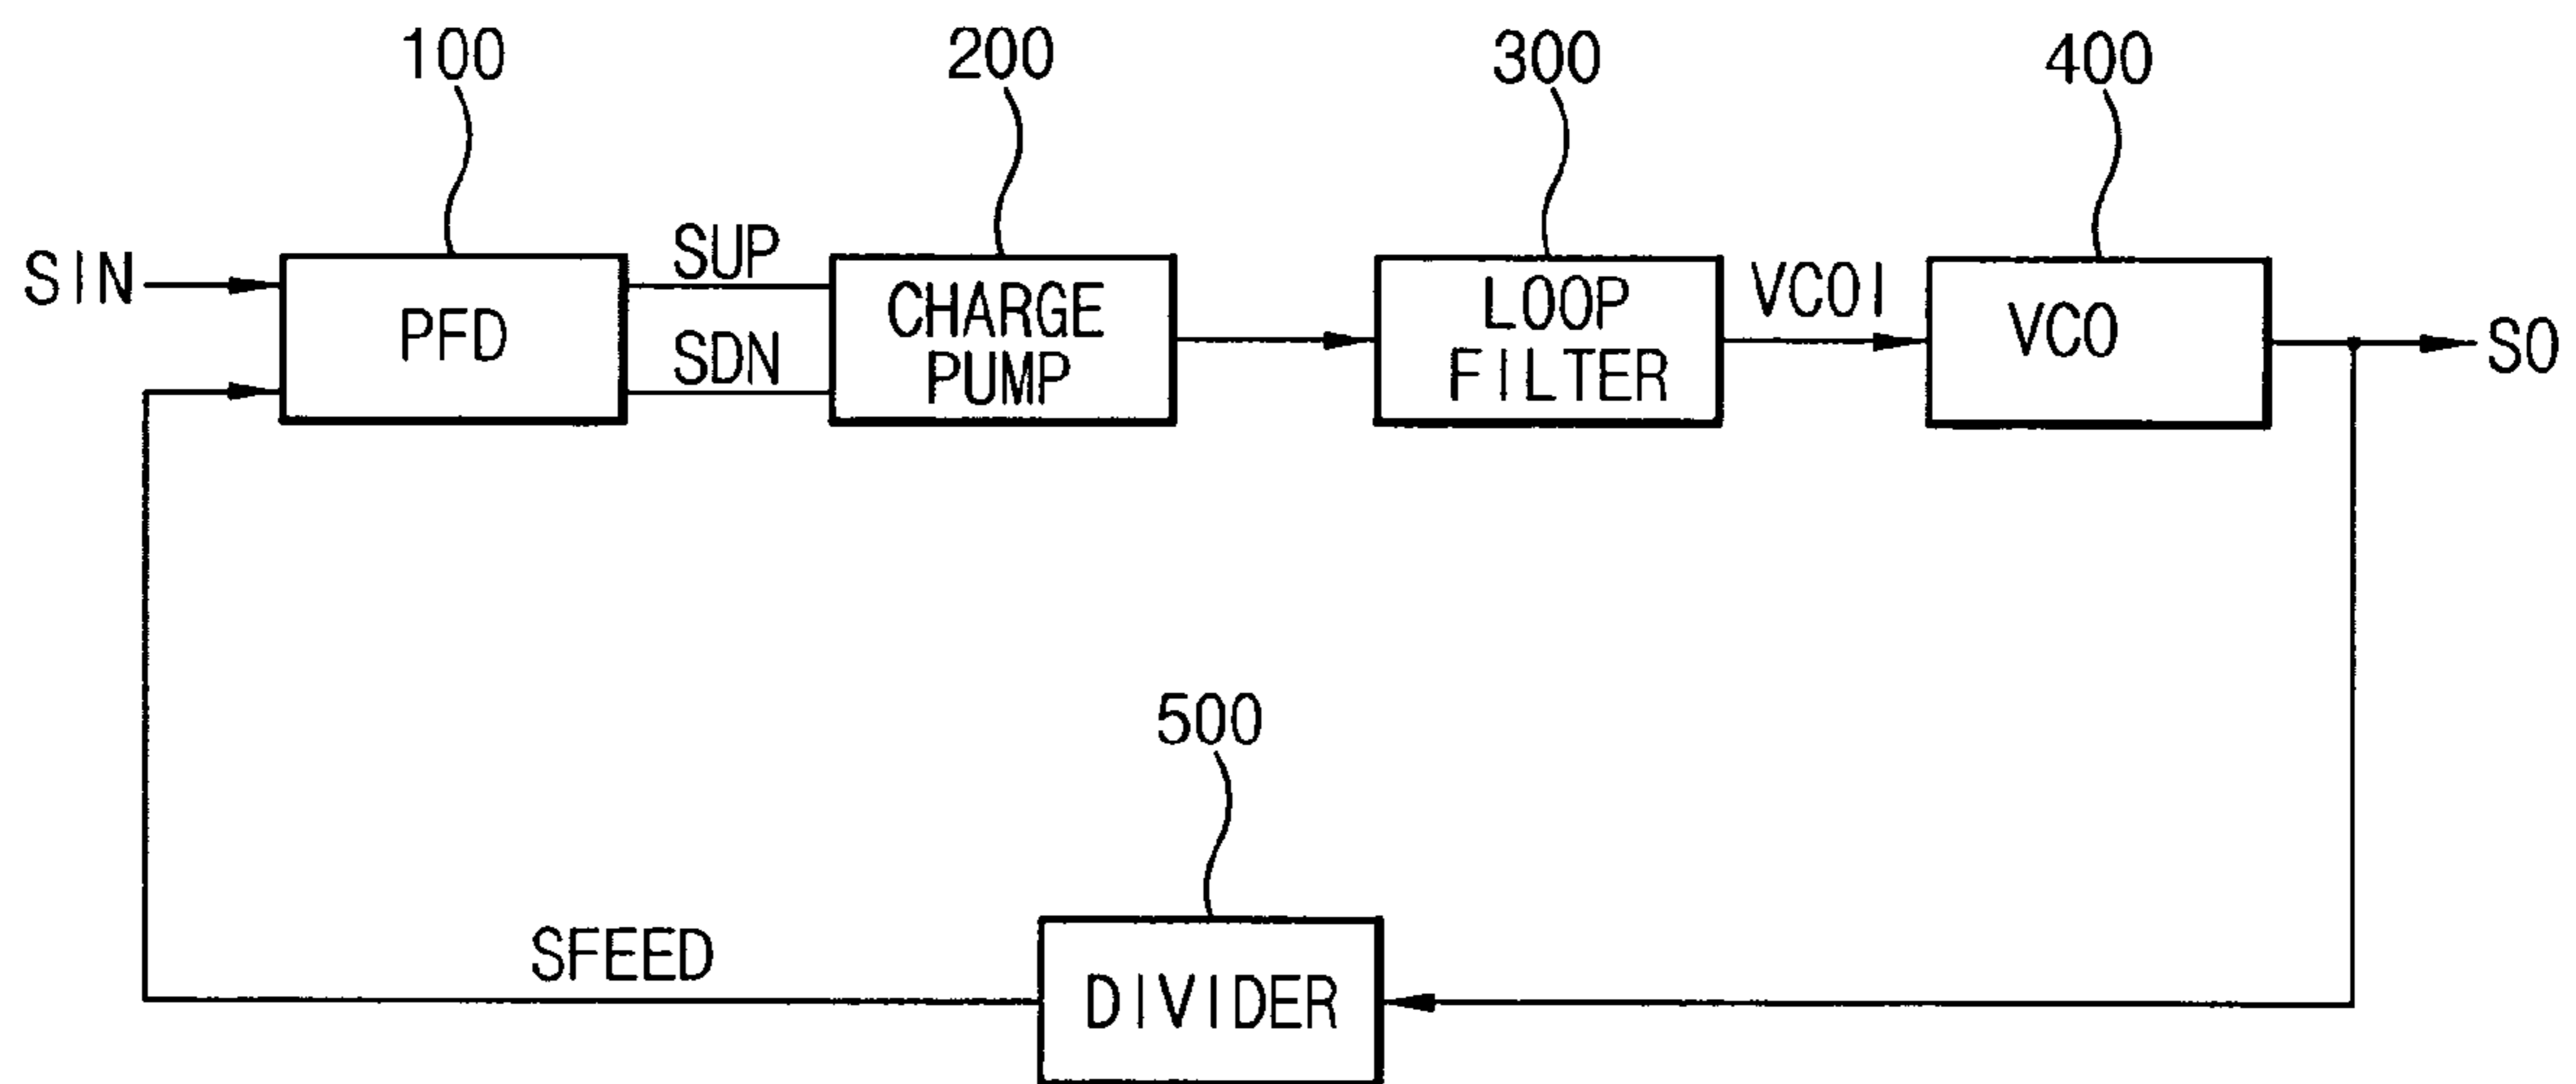 100
200
300
400
SIN
PFD
SUP
SDN
CHARGE
PUMP
LOOP
FILTER
VCOI
VCO
SO
500
SFEED
DIVIDER